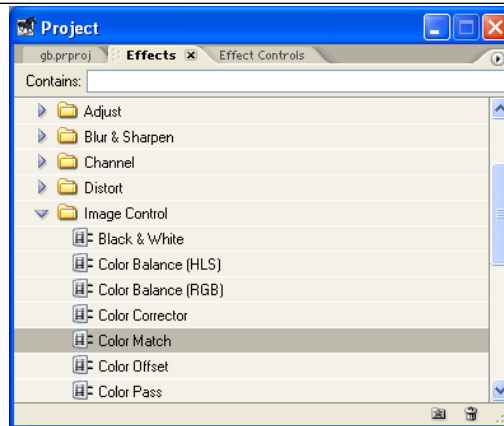 Project
gb.prproj Effects Effect Controls
Contains:
Adjust
Blur & Sharpen
Channel
Distort
Image Control
Black & White
Color Balance (HLS)
Color Balance (RGB)
Color Corrector
Color Match
Color Offset
Color Pass